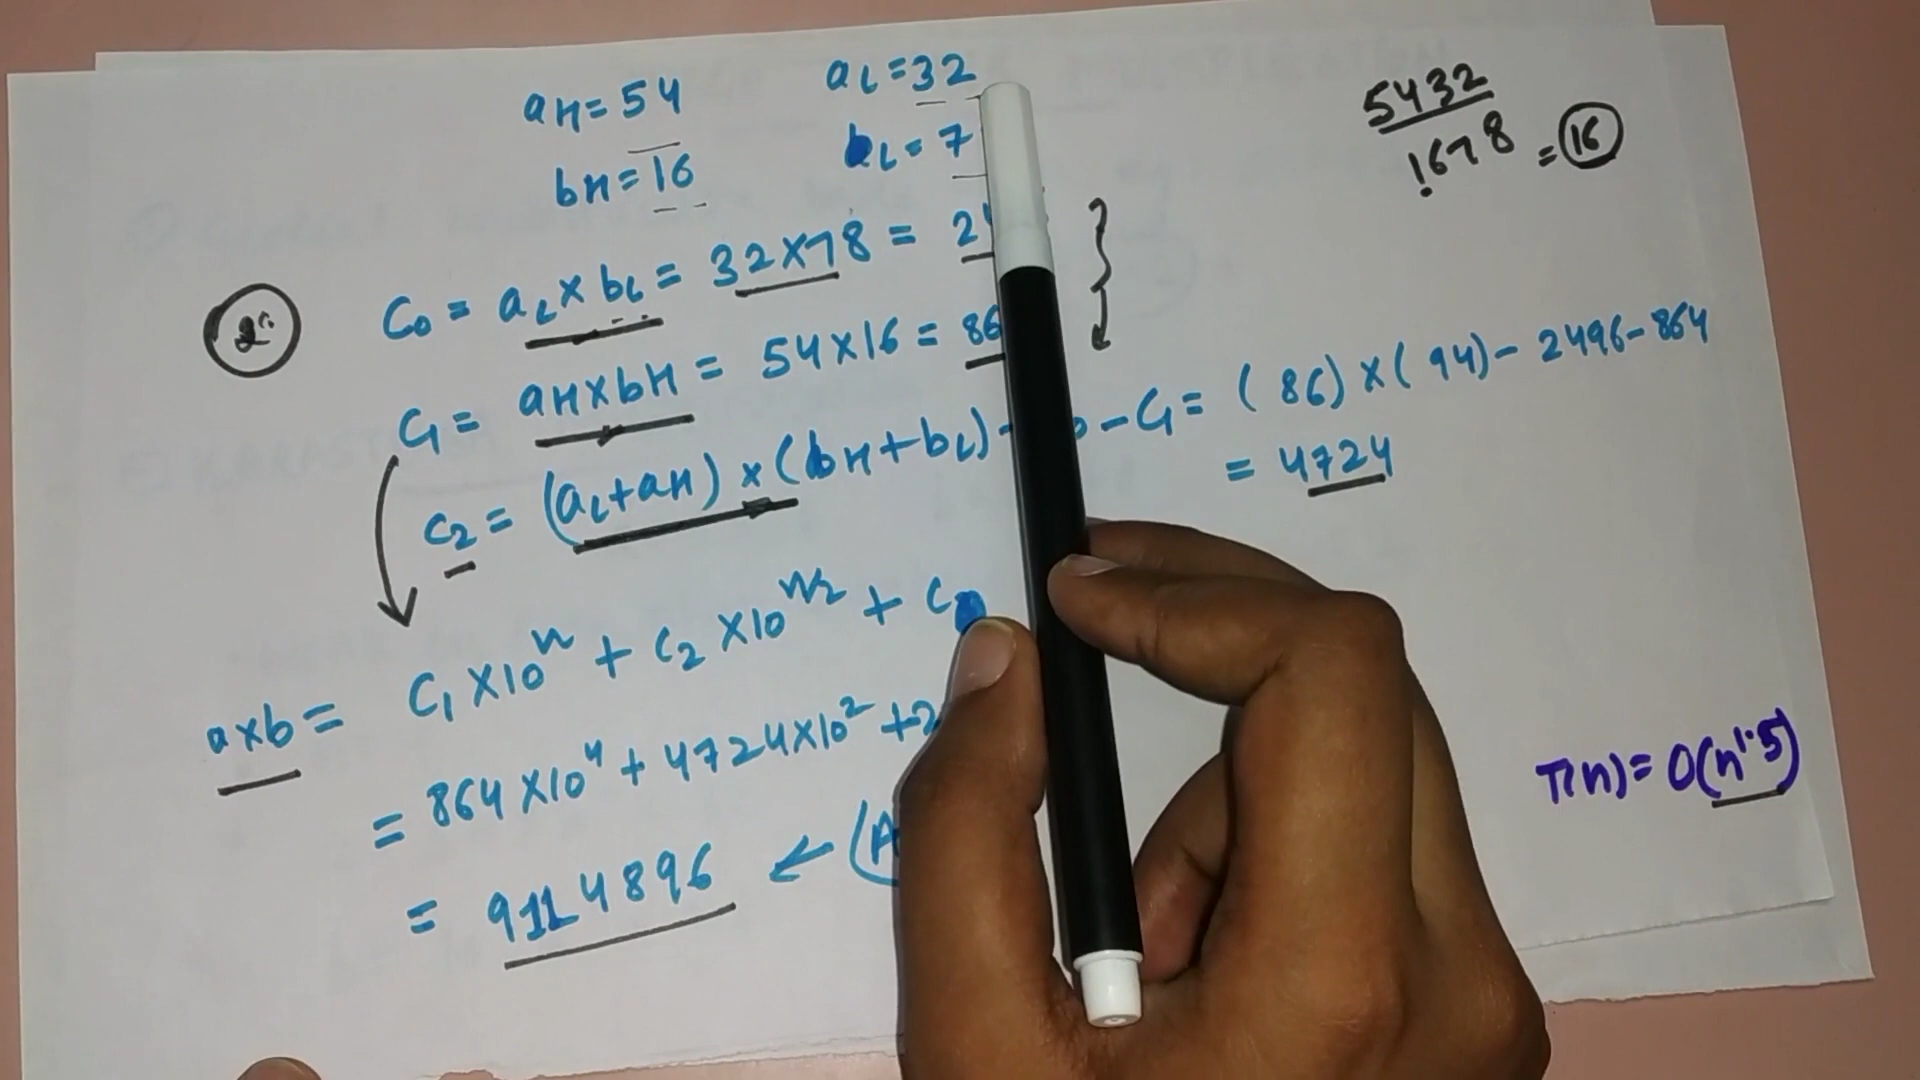 aH=54 aL=32
bH=16 bL=7
5432
1678 =16
2
C0 = aL×bL = 32×78 = 2
C1 = aH×bH = 54×16 = 86
C2 = (aL+aH) × (bH+bL) - -C1 = (86)×(94)-2496-864
= 4724
a×b = C1×10^n + C2×10^n/2 + C
= 864×10^4 + 4724×10^2 +2
= 9114896 ← (A
T(n)= O(n^1.5)